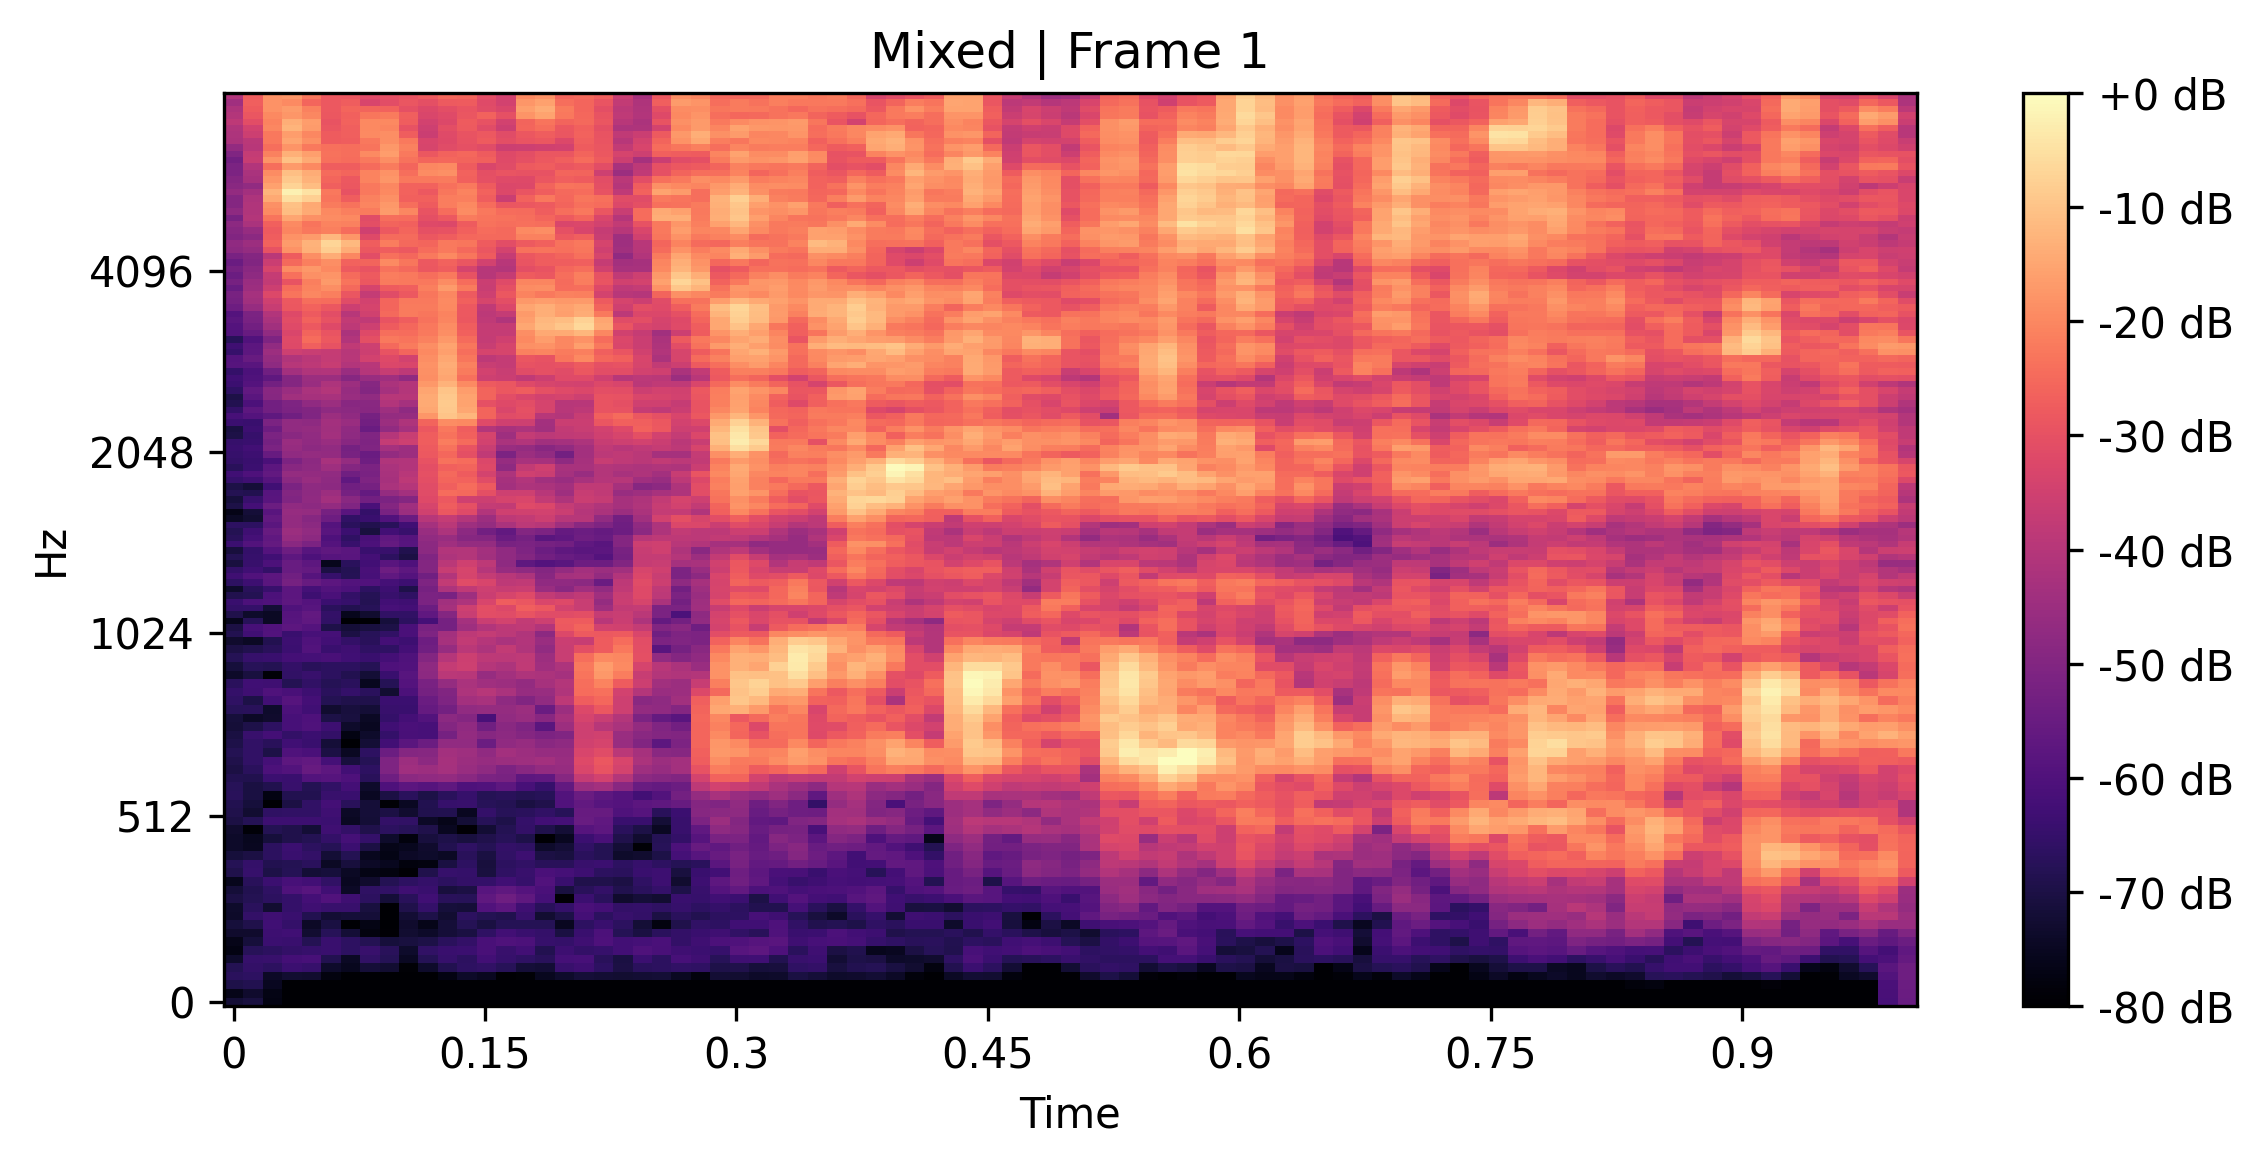 Mixed | Frame 1
Hz
4096
2048
1024
512
0
0 0.15 0.3 0.45 0.6 0.75 0.9
Time
+0 dB
-10 dB
-20 dB
-30 dB
-40 dB
-50 dB
-60 dB
-70 dB
-80 dB